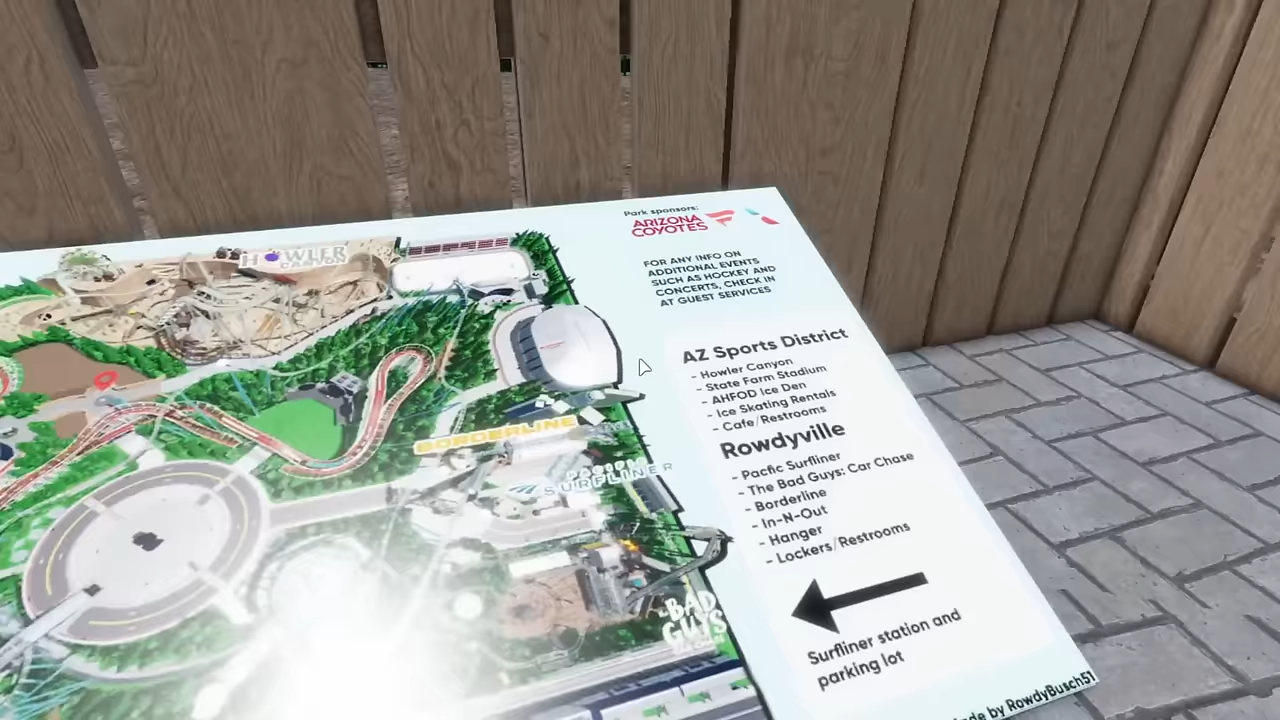 HOWLER
CANYON
BORDERLINE
PACIFIC
SURFLINER
THE
BAD
GUYS
Park sponsors:
ARIZONA
COYOTES
FOR ANY INFO ON
ADDITIONAL EVENTS
SUCH AS HOCKEY AND
CONCERTS, CHECK IN
AT GUEST SERVICES
AZ Sports District
- Howler Canyon
- State Farm Stadium
- AHFOD Ice Den
- Ice Skating Rentals
- Cafe/Restrooms
Rowdyville
- Pacfic Surfliner
- The Bad Guys: Car Chase
- Borderline
- In-N-Out
- Hanger
- Lockers/Restrooms
Surfliner station and
parking lot
by RowdyBusch51